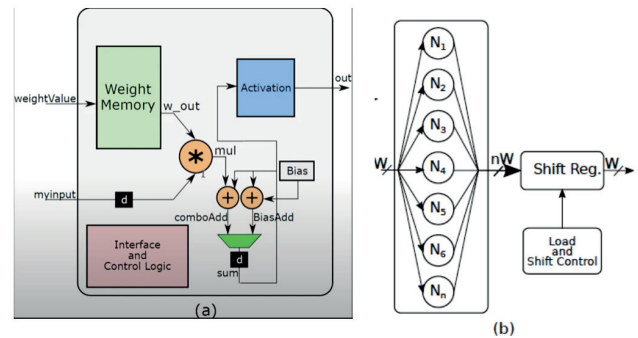 weightValue
Weight
Memory
w_out
Activation
out
*
mul
Bias
myinput
d
+
+
comboAdd
BiasAdd
Interface
and
Control Logic
d
sum
(a)
N1
N2
N3
N4
N5
N6
Nn
W
nW
Shift Reg.
W
Load
and
Shift Control
(b)